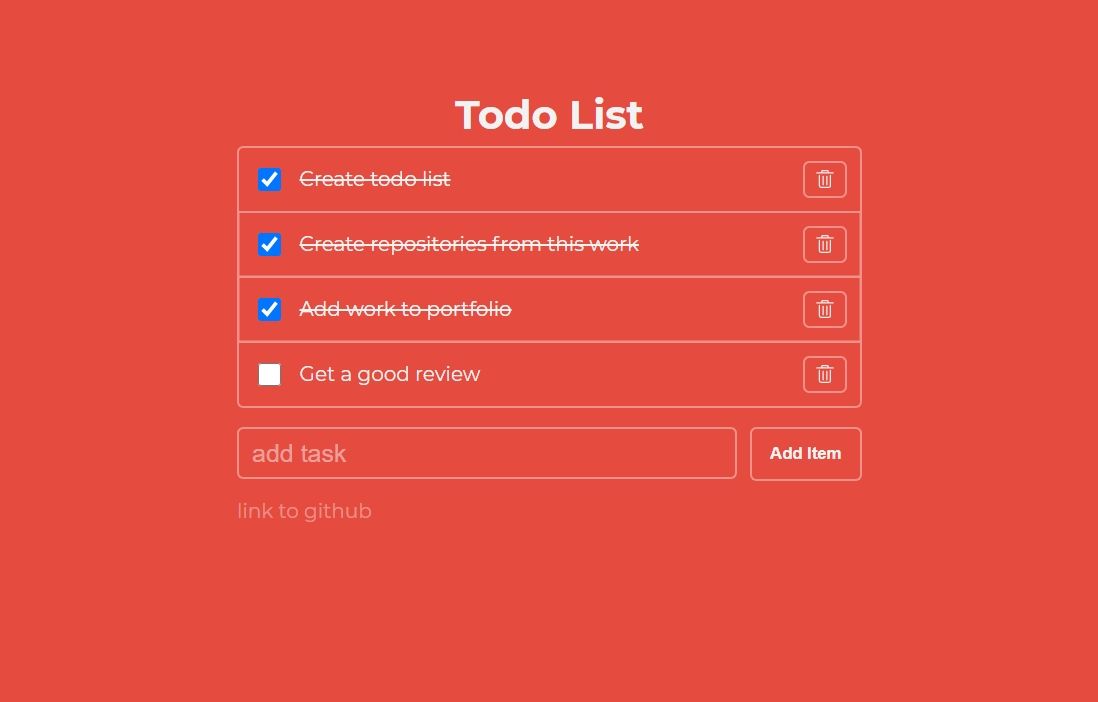 Todo List
Create todo list
Create repositories from this work
Add work to portfolio
Get a good review
add task
Add Item
link to github